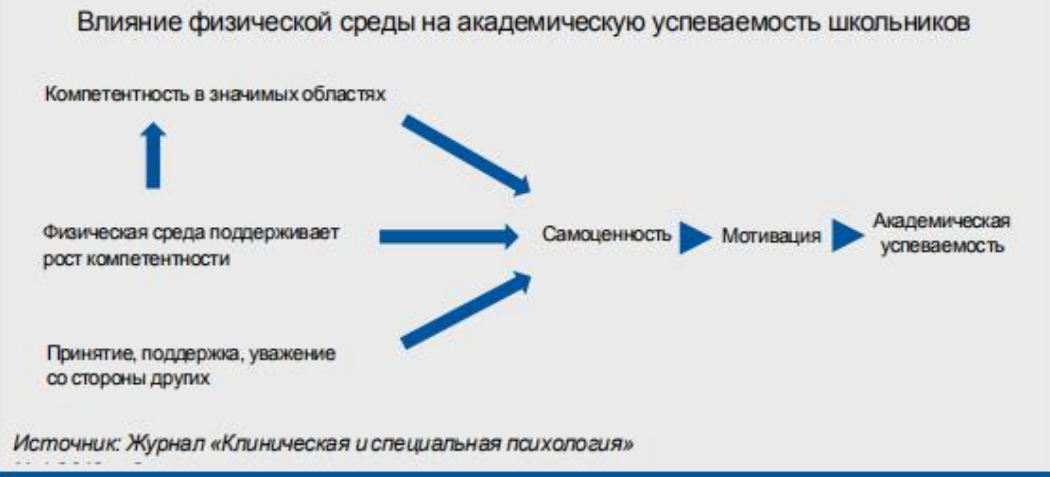 Влияние физической среды на академическую успеваемость школьников
Компетентность в значимых областях
Физическая среда поддерживает
рост компетентности
Принятие, поддержка, уважение
со стороны других
Самоценность
Мотивация
Академическая
успеваемость
Источник: Журнал «Клиническая и специальная психология»